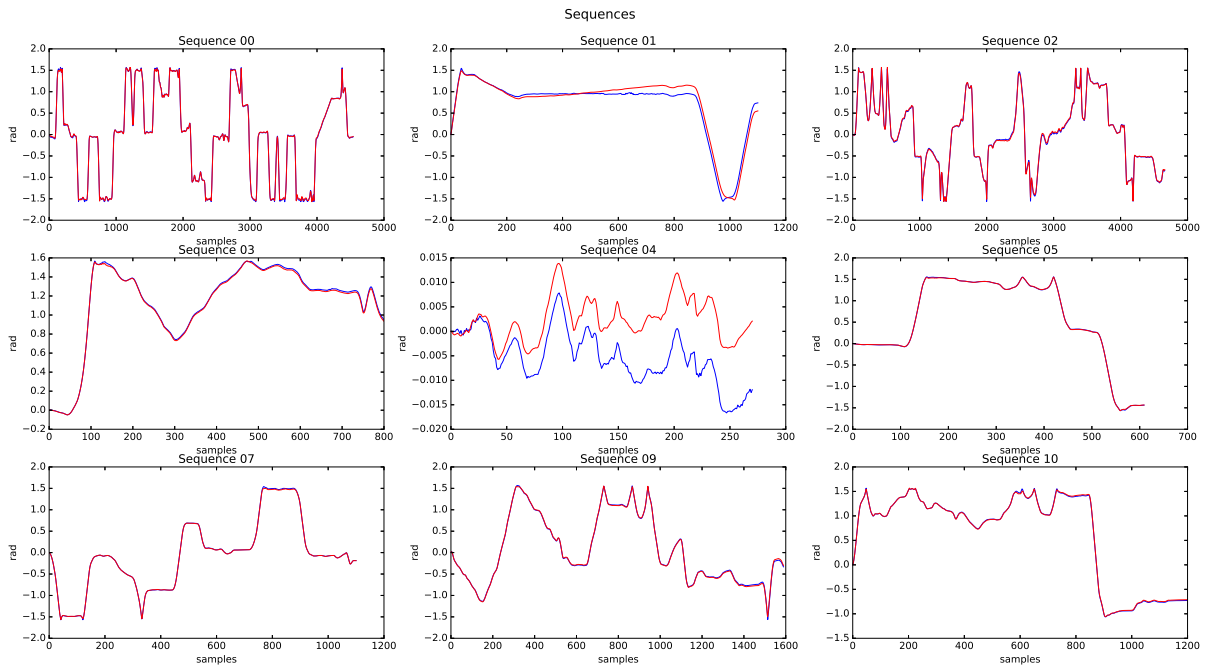 Sequences
Sequence 00
2.0
1.5
1.0
0.5
0.0
−0.5
−1.0
−1.5
−2.0
rad
0 1000 2000 3000 4000 5000
samples
Sequence 01
2.0
1.5
1.0
0.5
0.0
−0.5
−1.0
−1.5
−2.0
rad
0 200 400 600 800 1000 1200
samples
Sequence 02
2.0
1.5
1.0
0.5
0.0
−0.5
−1.0
−1.5
−2.0
rad
0 1000 2000 3000 4000 5000
samples
Sequence 03
1.6
1.4
1.2
1.0
0.8
0.6
0.4
0.2
0.0
−0.2
rad
0 100 200 300 400 500 600 700 800
samples
Sequence 04
0.015
0.010
0.005
0.000
−0.005
−0.010
−0.015
−0.020
rad
0 50 100 150 200 250 300
samples
Sequence 05
2.0
1.5
1.0
0.5
0.0
−0.5
−1.0
−1.5
−2.0
rad
0 100 200 300 400 500 600 700
samples
Sequence 07
2.0
1.5
1.0
0.5
0.0
−0.5
−1.0
−1.5
−2.0
rad
0 200 400 600 800 1000 1200
samples
Sequence 09
2.0
1.5
1.0
0.5
0.0
−0.5
−1.0
−1.5
−2.0
rad
0 200 400 600 800 1000 1200 1400 1600
samples
Sequence 10
2.0
1.5
1.0
0.5
0.0
−0.5
−1.0
−1.5
rad
0 200 400 600 800 1000 1200
samples